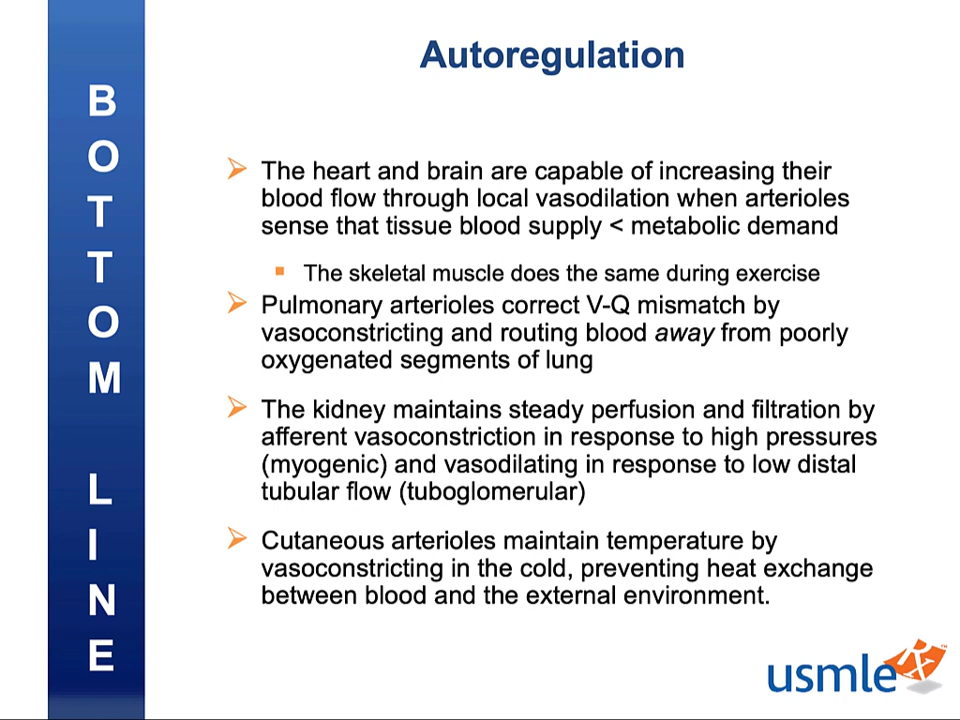 Autoregulation
BOTTOM LINE
The heart and brain are capable of increasing their
blood flow through local vasodilation when arterioles
sense that tissue blood supply < metabolic demand
The skeletal muscle does the same during exercise
Pulmonary arterioles correct V-Q mismatch by
vasoconstricting and routing blood away from poorly
oxygenated segments of lung
The kidney maintains steady perfusion and filtration by
afferent vasoconstriction in response to high pressures
(myogenic) and vasodilating in response to low distal
tubular flow (tuboglomerular)
Cutaneous arterioles maintain temperature by
vasoconstricting in the cold, preventing heat exchange
between blood and the external environment.
usmle Rx™